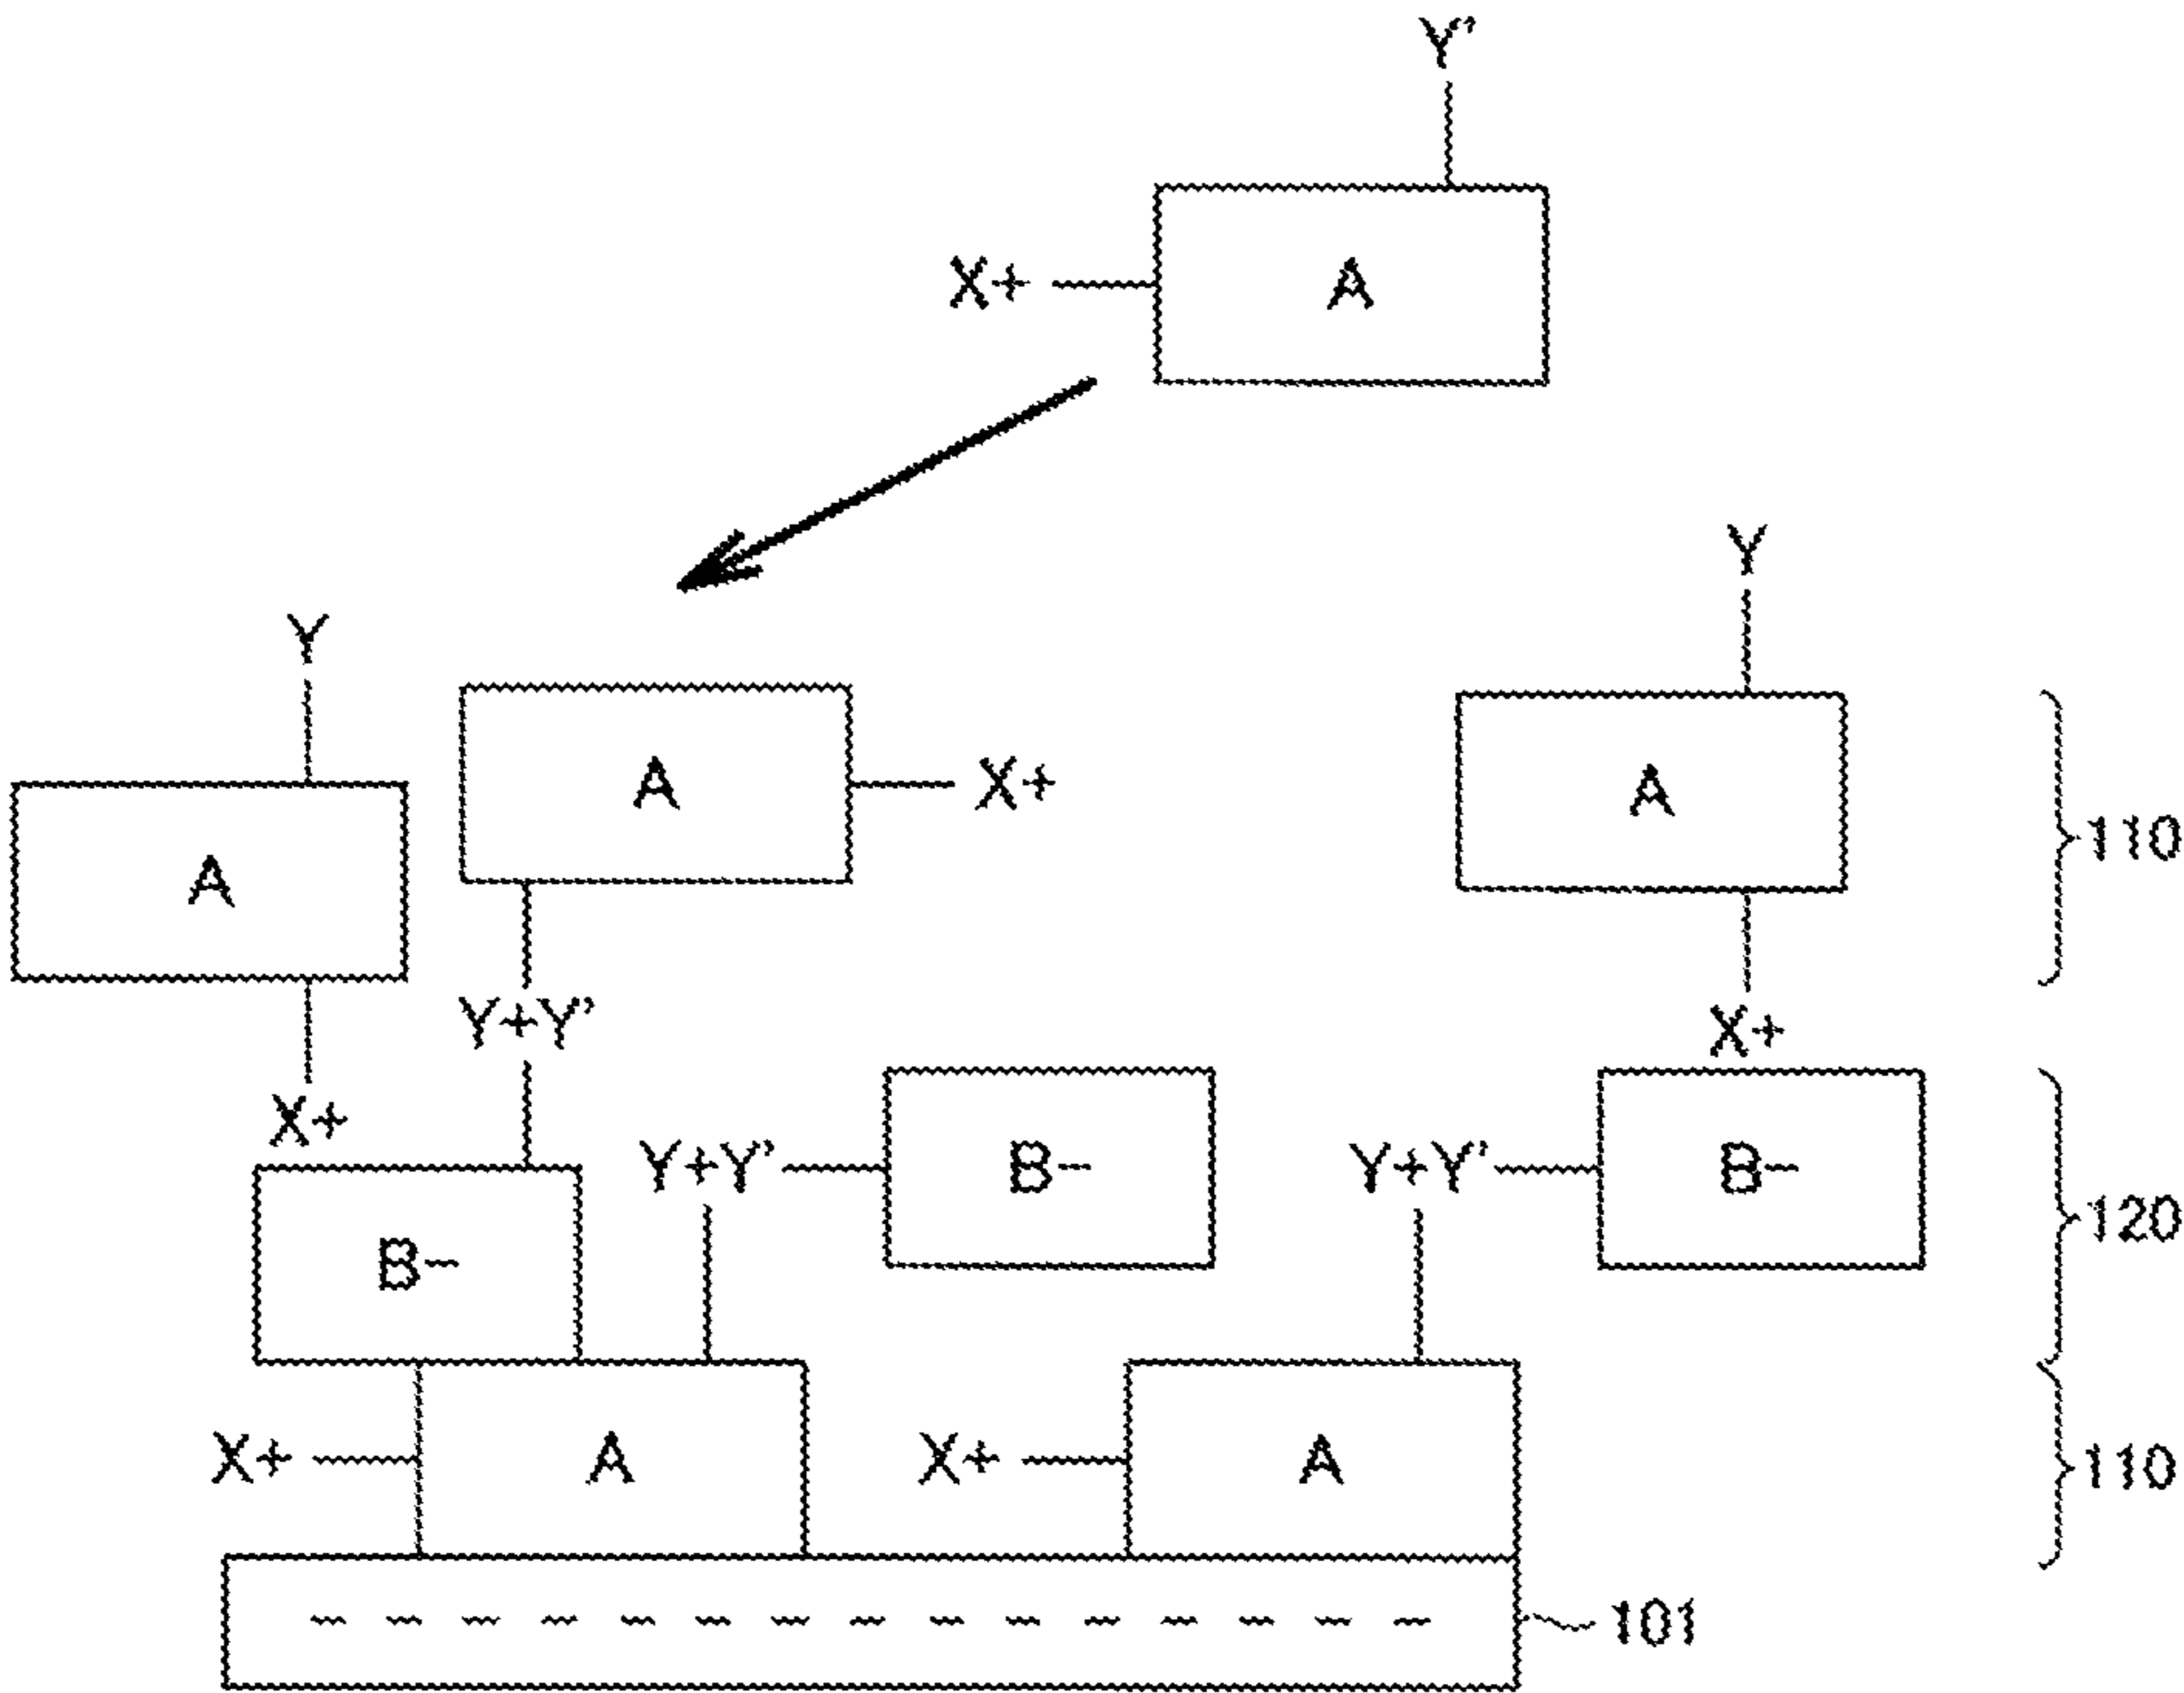 Y'
X+ A
Y
Y
A X+ A
110
A
Y+Y' X+
X+
Y+Y' B- Y+Y' B-
120
B-
X+ A X+ A 110
- - - - - - - - - - - - - - - 101